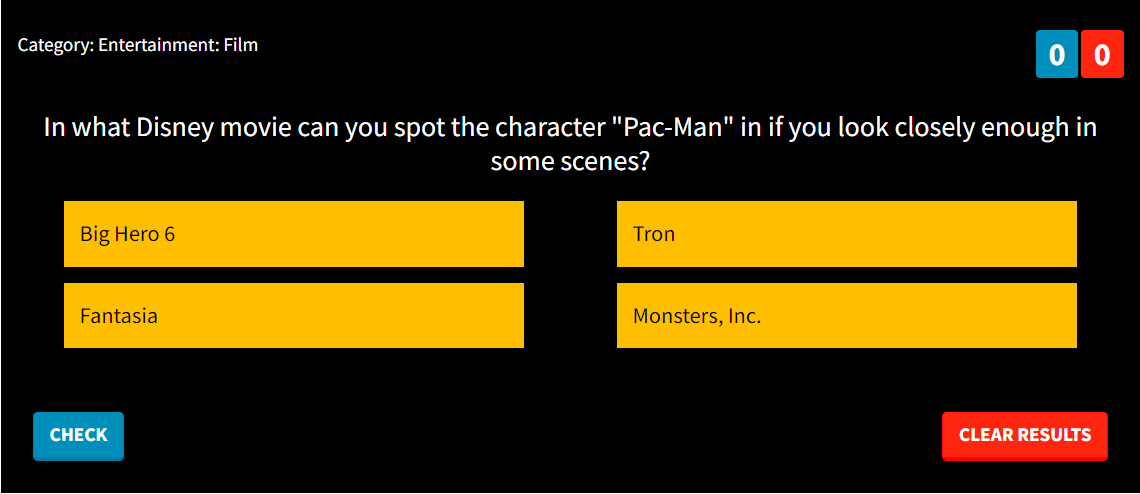 Category: Entertainment: Film
0 0
In what Disney movie can you spot the character "Pac-Man" in if you look closely enough in
some scenes?
Big Hero 6
Tron
Fantasia
Monsters, Inc.
CHECK
CLEAR RESULTS